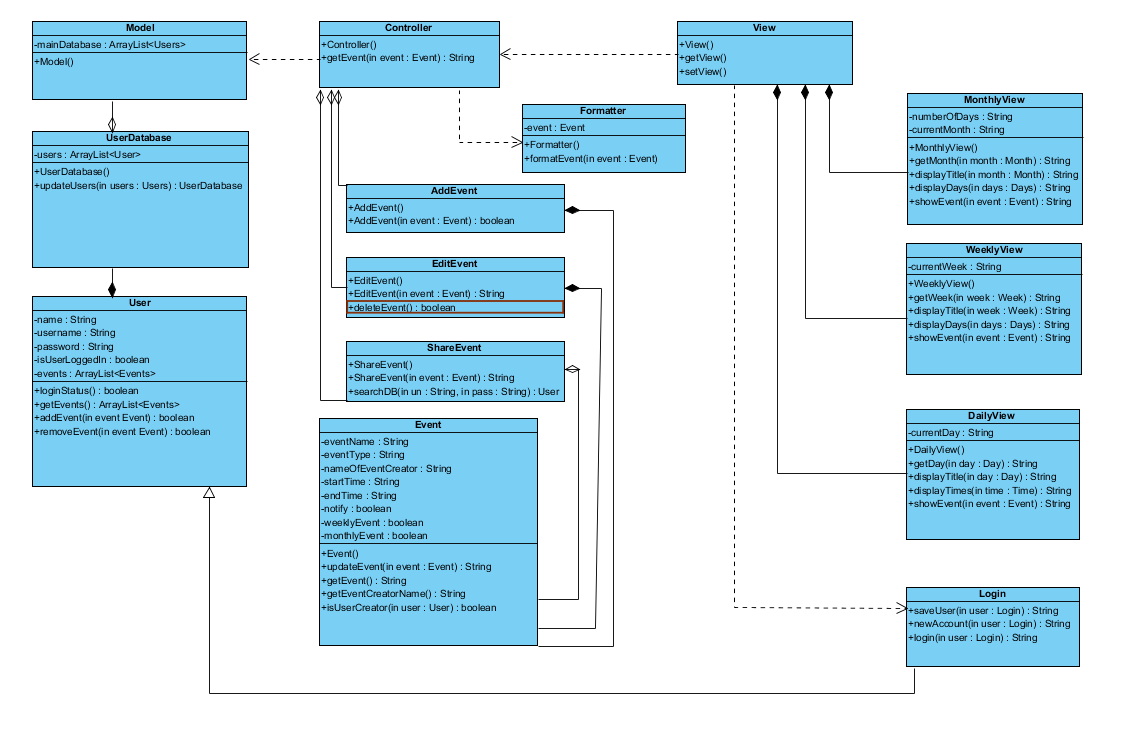 Model
-mainDatabase : ArrayList<Users>
+Model()
Controller
+Controller()
+getEvent(in event : Event) : String
View
+View()
+getView()
+setView()
Formatter
-event : Event
+Formatter()
+formatEvent(in event : Event)
MonthlyView
-numberOfDays : String
-currentMonth : String
+MonthlyView()
+getMonth(in month : Month) : String
+displayTitle(in month : Month) : String
+displayDays(in days : Days) : String
+showEvent(in event : Event) : String
UserDatabase
-users : ArrayList<User>
+UserDatabase()
+updateUsers(in users : Users) : UserDatabase
AddEvent
+AddEvent()
+AddEvent(in event : Event) : boolean
EditEvent
+EditEvent()
+EditEvent(in event : Event) : String
+deleteEvent() : boolean
WeeklyView
-currentWeek : String
+WeeklyView()
+getWeek(in week : Week) : String
+displayTitle(in week : Week) : String
+displayDays(in days : Days) : String
+showEvent(in event : Event) : String
User
-name : String
-username : String
-password : String
-isUserLoggedIn : boolean
-events : ArrayList<Events>
+loginStatus() : boolean
+getEvents() : ArrayList<Events>
+addEvent(in event Event) : boolean
+removeEvent(in event Event) : boolean
ShareEvent
+ShareEvent()
+ShareEvent(in event : Event) : String
+searchDB(in un : String, in pass : String) : User
Event
-eventName : String
-eventType : String
-nameOfEventCreator : String
-startTime : String
-endTime : String
-notify : boolean
-weeklyEvent : boolean
-monthlyEvent : boolean
+Event()
+updateEvent(in event : Event) : String
+getEvent() : String
+getEventCreatorName() : String
+isUserCreator(in user : User) : boolean
DailyView
-currentDay : String
+DailyView()
+getDay(in day : Day) : String
+displayTitle(in day : Day) : String
+displayTimes(in time : Time) : String
+showEvent(in event : Event) : String
Login
+saveUser(in user : Login) : String
+newAccount(in user : Login) : String
+login(in user : Login) : String